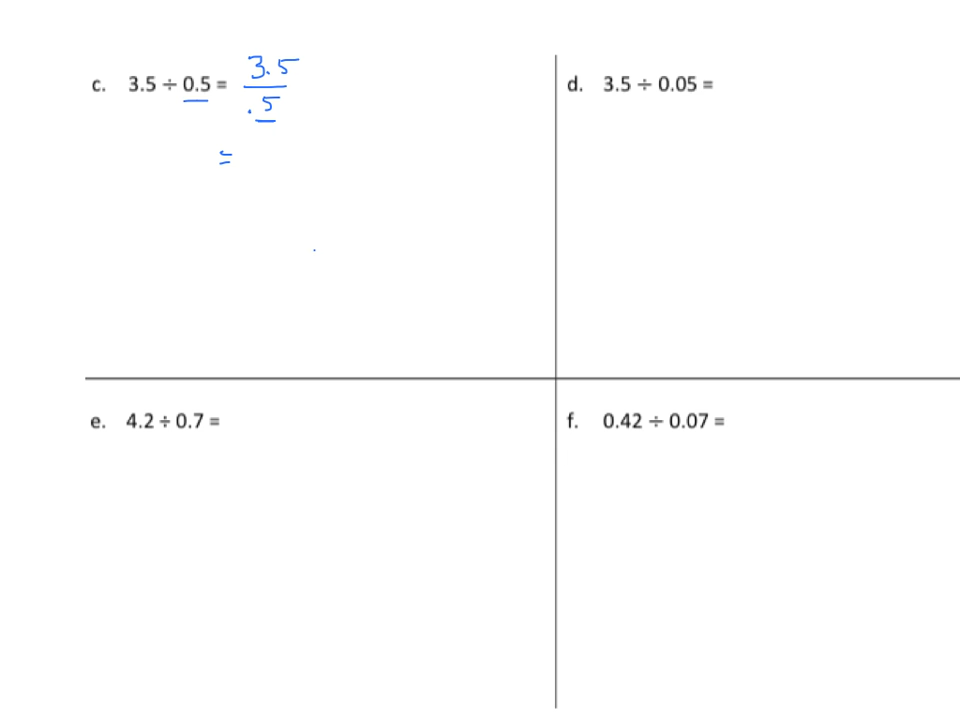 c. 3.5 ÷ 0.5 = 3.5
.5
=
d. 3.5 ÷ 0.05 =
e. 4.2 ÷ 0.7 =
f. 0.42 ÷ 0.07 =